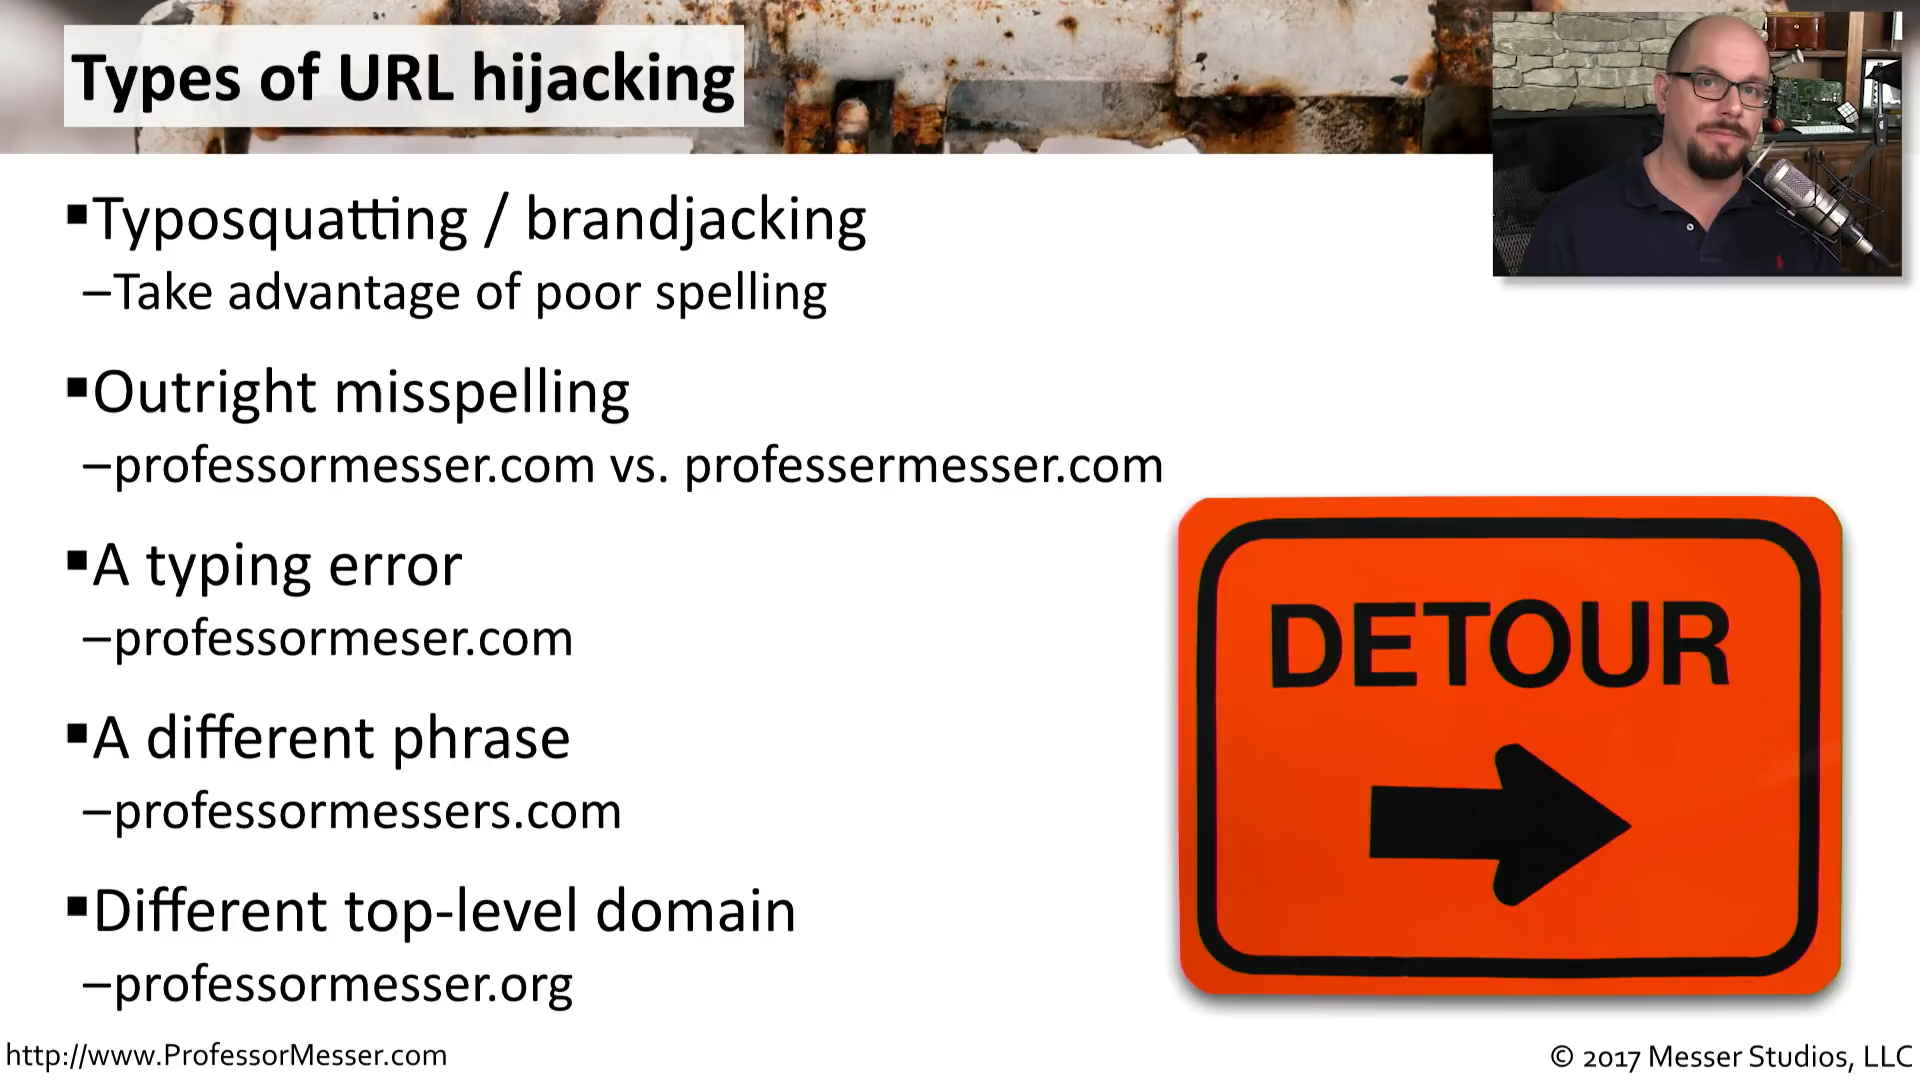 Types of URL hijacking
▪Typosquatting / brandjacking
–Take advantage of poor spelling
▪Outright misspelling
–professormesser.com vs. professermesser.com
▪A typing error
–professormeser.com
▪A different phrase
–professormessers.com
▪Different top-level domain
–professormesser.org
DETOUR
http://www.ProfessorMesser.com
© 2017 Messer Studios, LLC